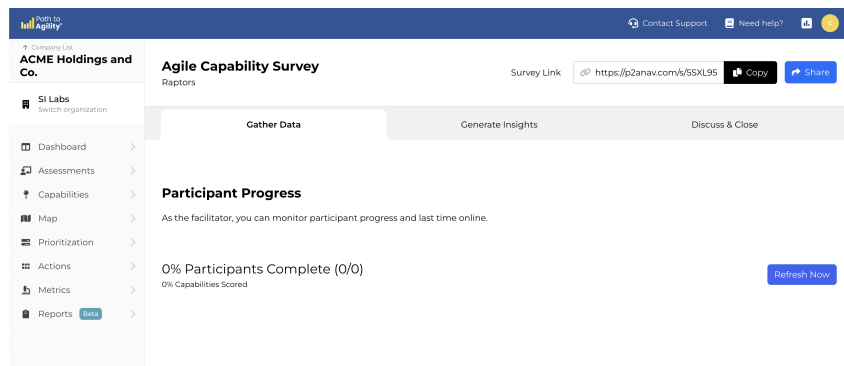 Path to
Agility®
Contact Support
Need help?
C
Company List
ACME Holdings and
Co.
SI Labs
Switch organization
Dashboard
Assessments
Capabilities
Map
Prioritization
Actions
Metrics
Reports Beta
Agile Capability Survey
Raptors
Survey Link
https://p2anav.com/s/5SXL95
Copy
Share
Gather Data
Generate Insights
Discuss & Close
Participant Progress
As the facilitator, you can monitor participant progress and last time online.
0% Participants Complete (0/0)
0% Capabilities Scored
Refresh Now